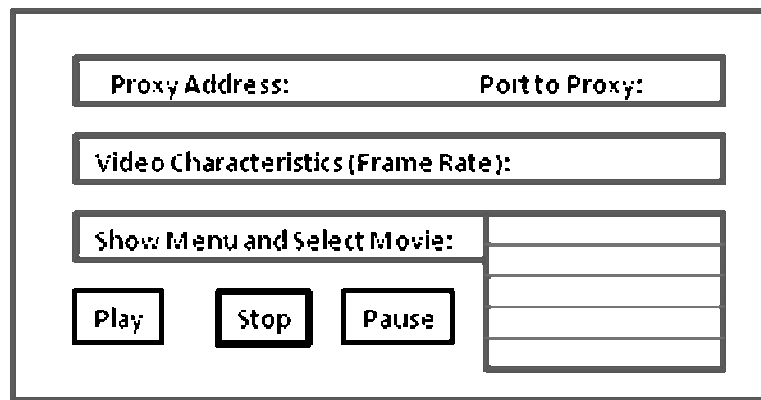 Proxy Address: Port to Proxy:
Video Characteristics (Frame Rate):
Show Menu and Select Movie:
Play Stop Pause